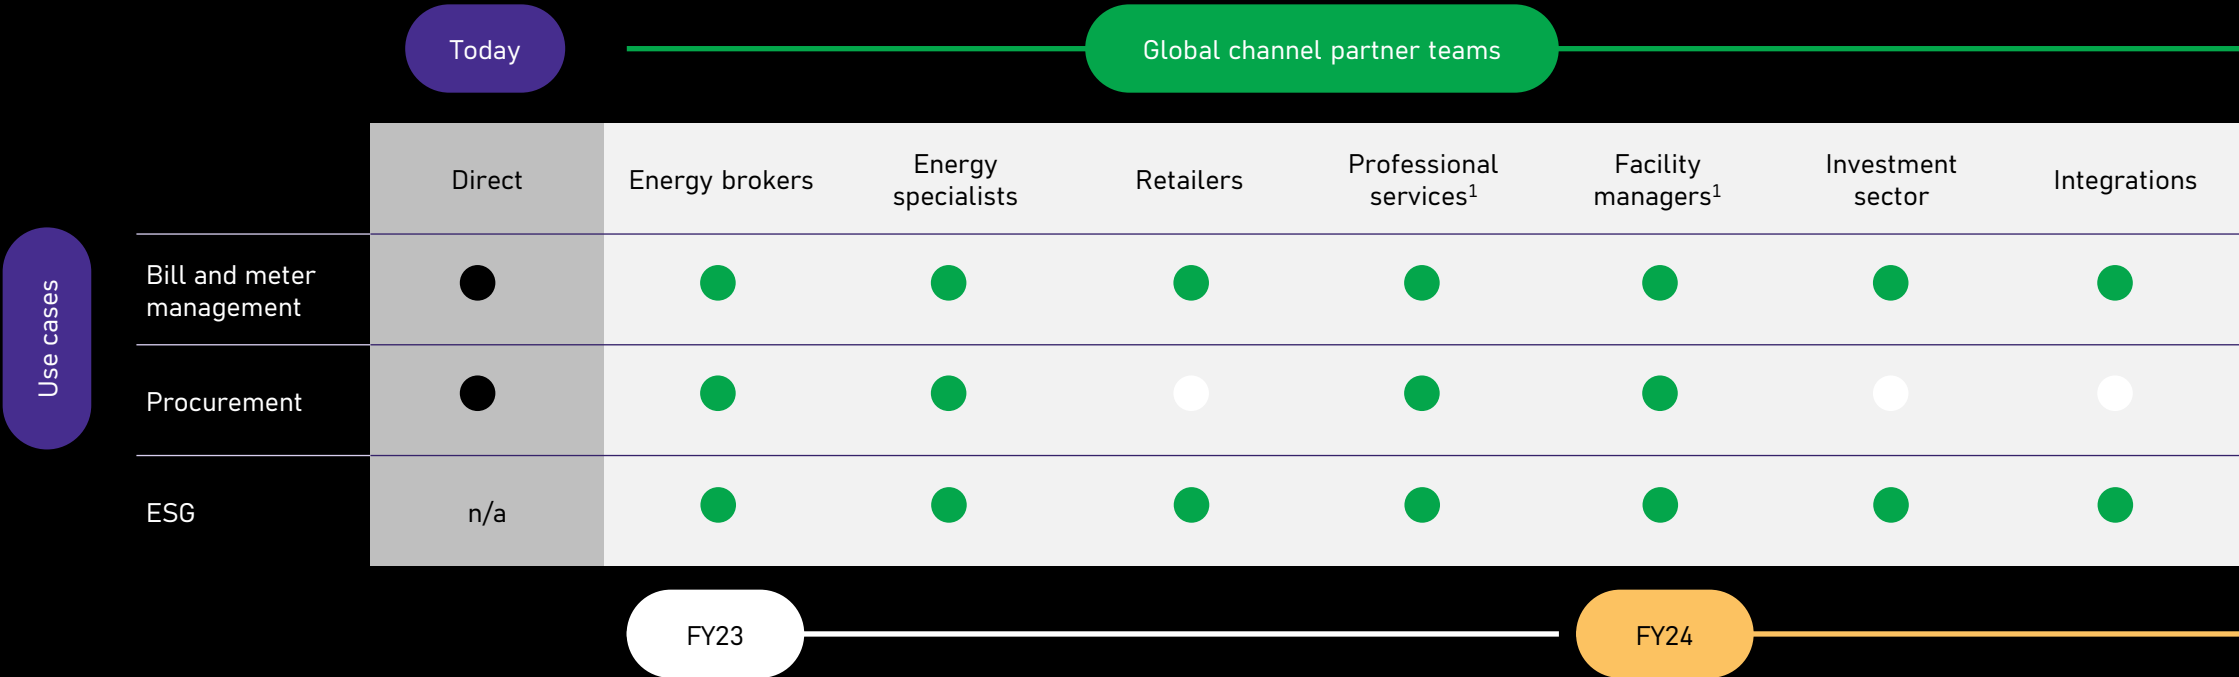 Today
Global channel partner teams
Direct
Energy brokers
Energy
specialists
Retailers
Professional
services¹
Facility
managers¹
Investment
sector
Integrations
Use cases
Bill and meter
management
Procurement
ESG
n/a
FY23
FY24